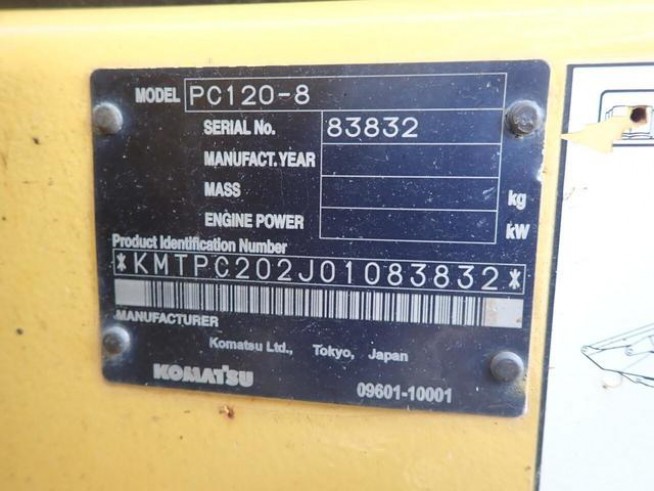 MODEL PC120-8
SERIAL No. 83832
MANUFACT. YEAR
MASS kg
ENGINE POWER kW
Product Identification Number
*KMTPC202J01083832*
MANUFACTURER
Komatsu Ltd., Tokyo, Japan
KOMATSU 09601-10001